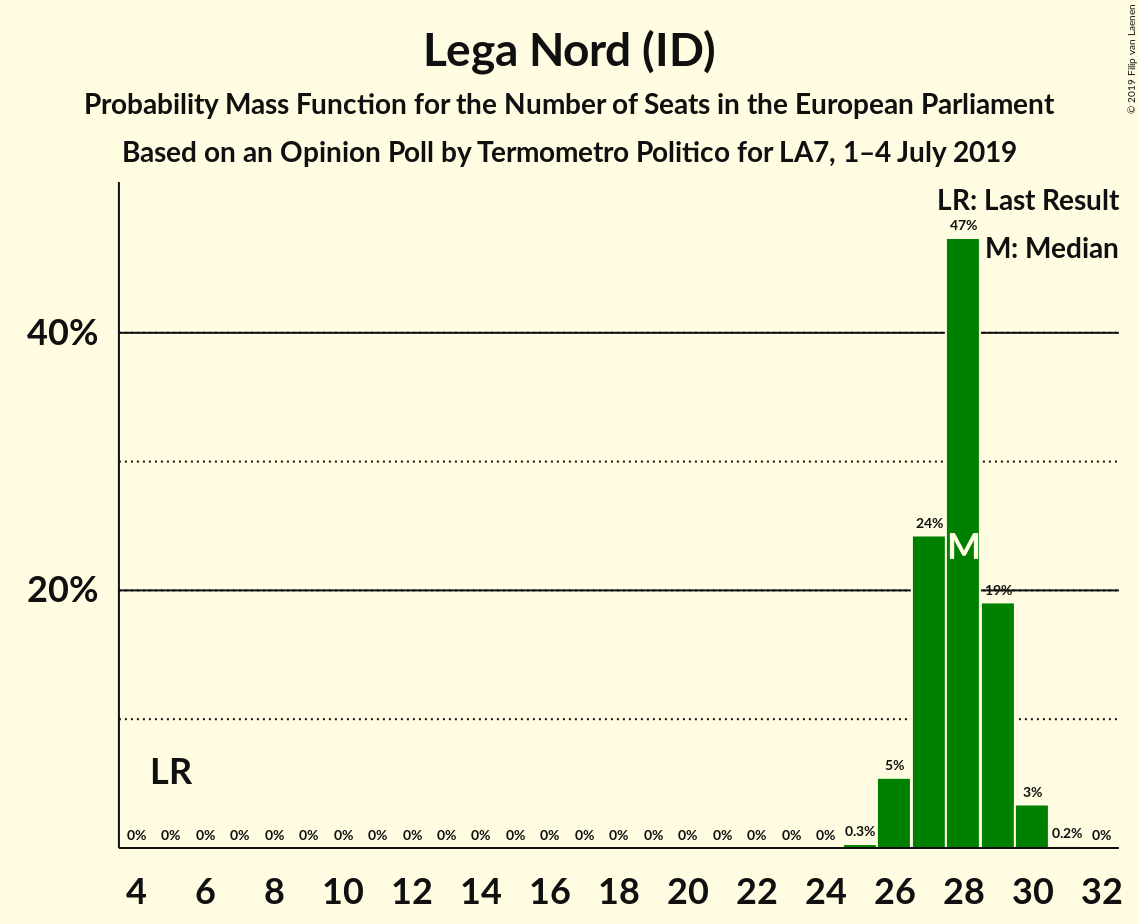 Lega Nord (ID)
Probability Mass Function for the Number of Seats in the European Parliament
Based on an Opinion Poll by Termometro Politico for LA7, 1–4 July 2019
© 2019 Filip van Laenen
LR: Last Result
M: Median
47%
40%
24%
M
20%
19%
LR
5%
3%
0% 0% 0% 0% 0% 0% 0% 0% 0% 0% 0% 0% 0% 0% 0% 0% 0% 0% 0% 0% 0% 0.3% 0.2% 0%
4 6 8 10 12 14 16 18 20 22 24 26 28 30 32